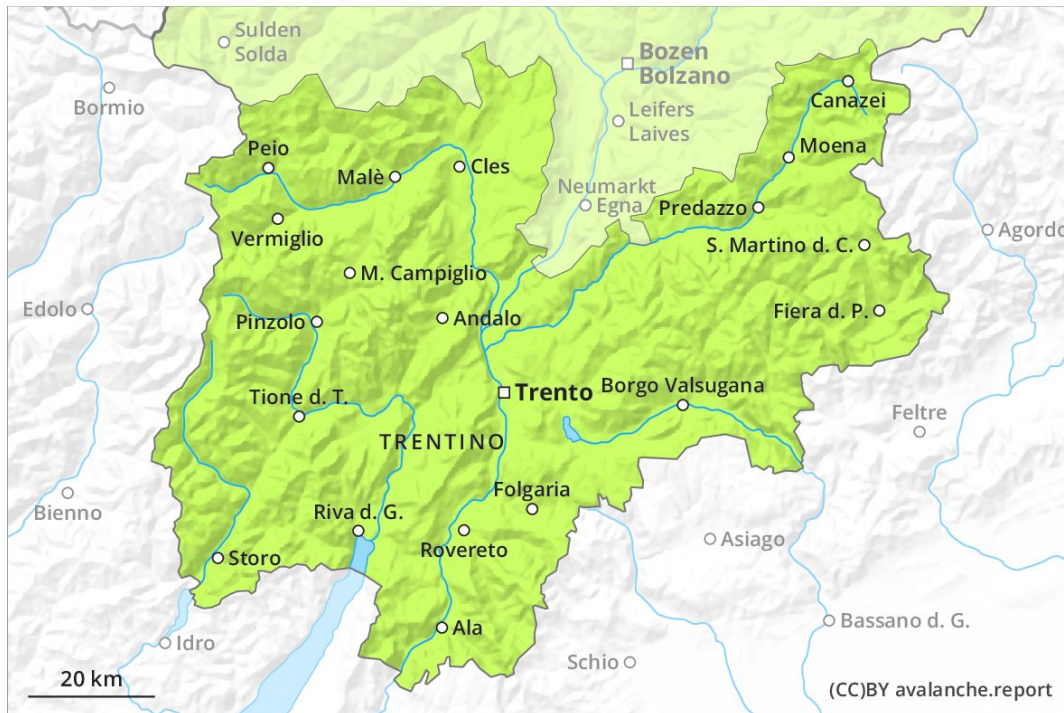 Sulden
Solda
Bozen
Bolzano
Bormio
Canazei
Leifers
Laives
Peio
Moena
Malè
Cles
Neumarkt
Egna
Predazzo
Vermiglio
Agordo
S. Martino d. C.
M. Campiglio
Edolo
Fiera d. P.
Pinzolo
Andalo
Trento
Borgo Valsugana
Tione d. T.
Feltre
TRENTINO
Folgaria
Bienno
Riva d. G.
Asiago
Rovereto
Storo
Bassano d. G.
Ala
Idro
Schio
20 km
(CC)BY avalanche.report